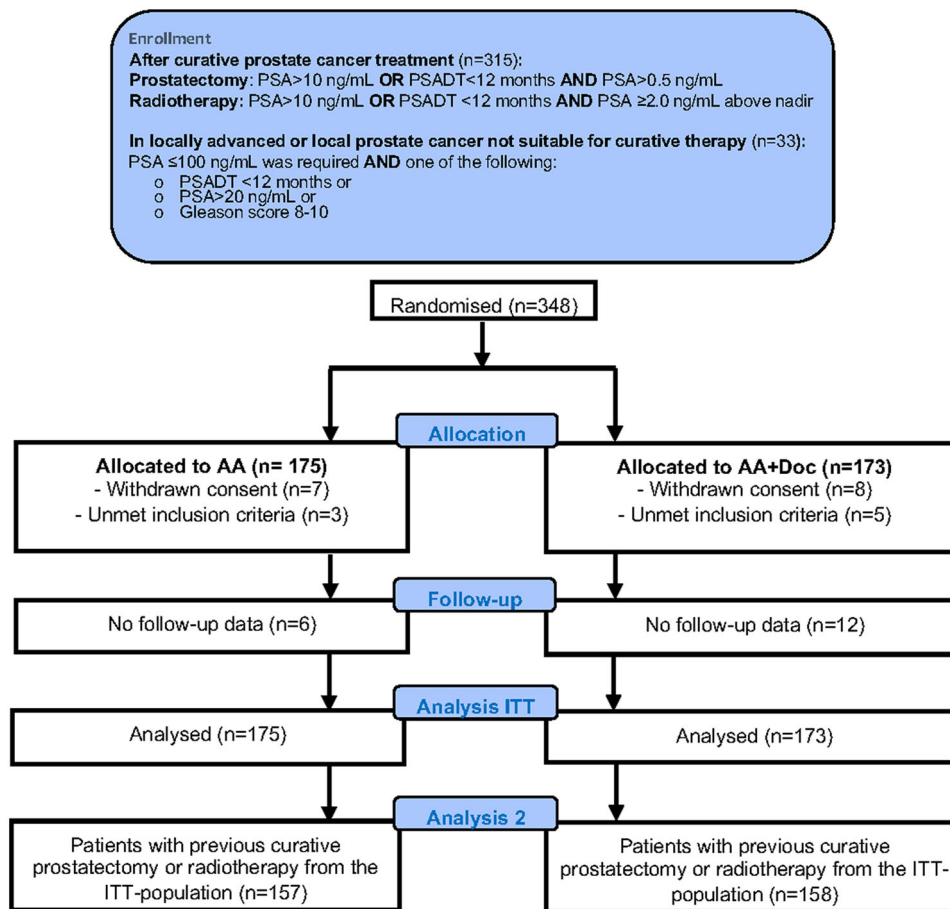 Enrollment
After curative prostate cancer treatment (n=315):
Prostatectomy: PSA>10 ng/mL OR PSADT<12 months AND PSA>0.5 ng/mL
Radiotherapy: PSA>10 ng/mL OR PSADT <12 months AND PSA ≥2.0 ng/mL above nadir
In locally advanced or local prostate cancer not suitable for curative therapy (n=33):
PSA ≤100 ng/mL was required AND one of the following:
o PSADT <12 months or
o PSA>20 ng/mL or
o Gleason score 8-10
Randomised (n=348)
Allocation
Allocated to AA (n= 175)
- Withdrawn consent (n=7)
- Unmet inclusion criteria (n=3)
Allocated to AA+Doc (n=173)
- Withdrawn consent (n=8)
- Unmet inclusion criteria (n=5)
Follow-up
No follow-up data (n=6)
No follow-up data (n=12)
Analysis ITT
Analysed (n=175)
Analysed (n=173)
Analysis 2
Patients with previous curative
prostatectomy or radiotherapy from the
ITT-population (n=157)
Patients with previous curative
prostatectomy or radiotherapy from the ITT-
population (n=158)